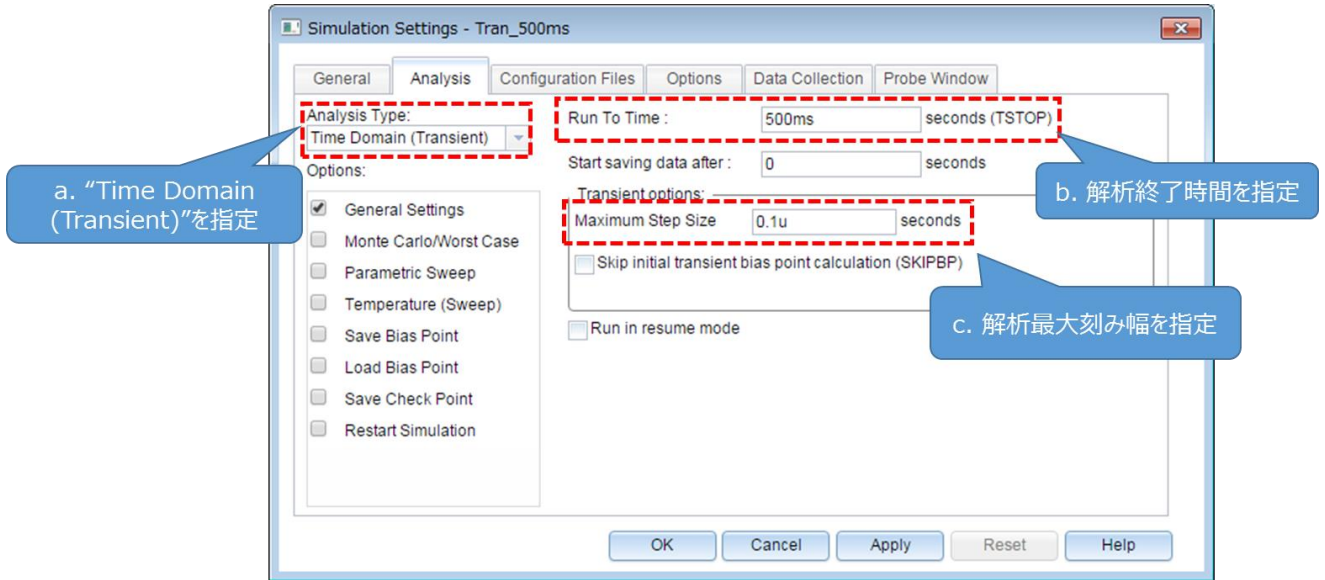 Simulation Settings - Tran_500ms
General
Analysis
Configuration Files
Options
Data Collection
Probe Window
Analysis Type:
Time Domain (Transient)
Options:
General Settings
Monte Carlo/Worst Case
Parametric Sweep
Temperature (Sweep)
Save Bias Point
Load Bias Point
Save Check Point
Restart Simulation
Run To Time :
500ms
seconds (TSTOP)
Start saving data after :
0
seconds
Transient options:
Maximum Step Size
0.1u
seconds
Skip initial transient bias point calculation (SKIPBP)
Run in resume mode
a. “Time Domain
(Transient)”を指定
b. 解析終了時間を指定
c. 解析最大刻み幅を指定
OK
Cancel
Apply
Reset
Help